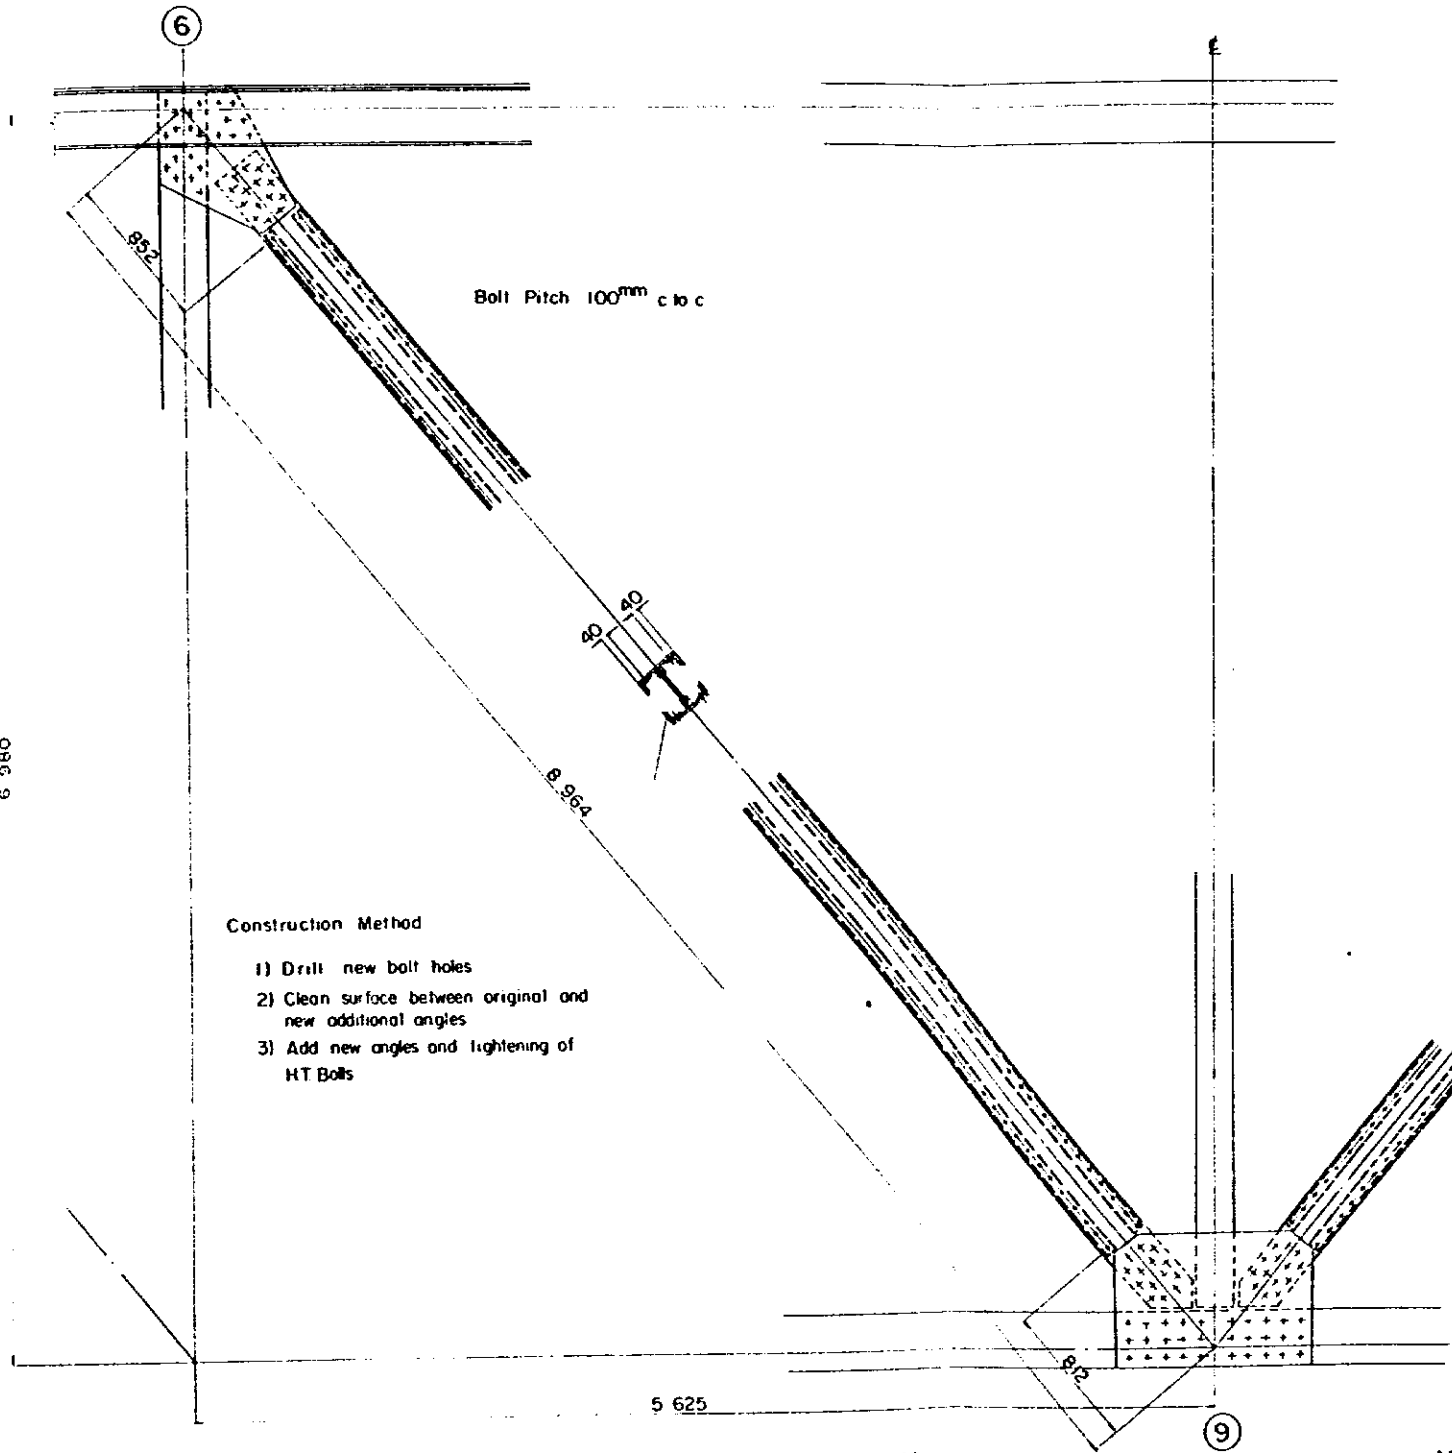 6
℄
852
Bolt Pitch 100mm c to c
40
40
6 980
8 964
Construction Method
1) Drill new bolt holes
2) Clean surface between original and
new additional angles
3) Add new angles and tightening of
H.T. Bolts
812
5 625
9